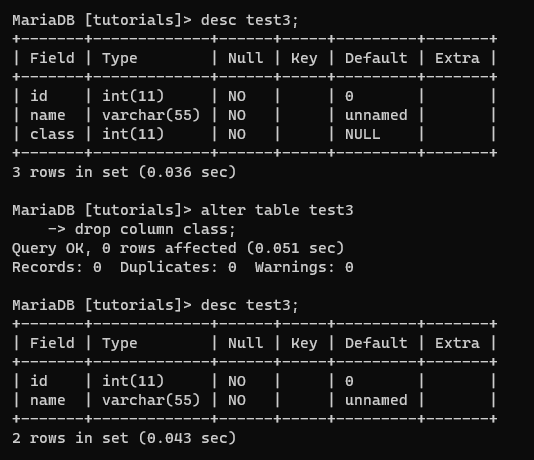 MariaDB [tutorials]> desc test3;
+-------+-------------+------+-----+---------+-------+
| Field | Type        | Null | Key | Default | Extra |
+-------+-------------+------+-----+---------+-------+
| id    | int(11)     | NO   |     | 0       |       |
| name  | varchar(55) | NO   |     | unnamed |       |
| class | int(11)     | NO   |     | NULL    |       |
+-------+-------------+------+-----+---------+-------+
3 rows in set (0.036 sec)

MariaDB [tutorials]> alter table test3
    -> drop column class;
Query OK, 0 rows affected (0.051 sec)
Records: 0  Duplicates: 0  Warnings: 0

MariaDB [tutorials]> desc test3;
+-------+-------------+------+-----+---------+-------+
| Field | Type        | Null | Key | Default | Extra |
+-------+-------------+------+-----+---------+-------+
| id    | int(11)     | NO   |     | 0       |       |
| name  | varchar(55) | NO   |     | unnamed |       |
+-------+-------------+------+-----+---------+-------+
2 rows in set (0.043 sec)